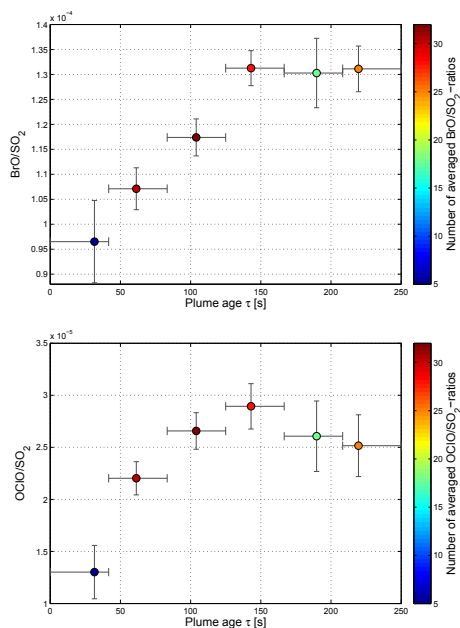 x 10⁻⁴
1.4
1.35
1.3
1.25
1.2
1.15
1.1
1.05
1
0.95
0.9
BrO/SO₂
0 50 100 150 200 250
Plume age τ [s]
30
25
20
15
10
5
Number of averaged BrO/SO₂−ratios
x 10⁻⁵
3.5
3
2.5
2
1.5
1
OClO/SO₂
0 50 100 150 200 250
Plume age τ [s]
30
25
20
15
10
5
Number of averaged OClO/SO₂−ratios